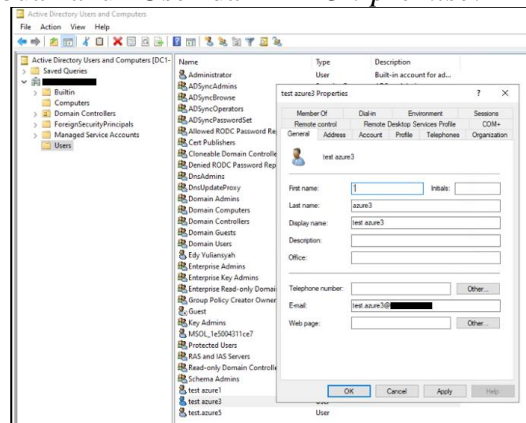 Active Directory Users and Computers
File Action View Help
Active Directory Users and Computers [DC1-
Saved Queries
Builtin
Computers
Domain Controllers
ForeignSecurityPrincipals
Managed Service Accounts
Users
Name Type Description
Administrator User Built-in account for ad...
ADSyncAdmins
ADSyncBrowse
ADSyncOperators
ADSyncPasswordSet
Allowed RODC Password Re
Cert Publishers
Cloneable Domain Controlle
Denied RODC Password Rep
DnsAdmins
DnsUpdateProxy
Domain Admins
Domain Computers
Domain Controllers
Domain Guests
Domain Users
Edy Yuliansyah
Enterprise Admins
Enterprise Key Admins
Enterprise Read-only Domai
Group Policy Creator Owner
Guest
Key Admins
MSOL_1e5004311ce7
Protected Users
RAS and IAS Servers
Read-only Domain Controlle
Schema Admins
test azure1
test azure3 User
test.azure5 User
test azure3 Properties ? X
Member Of Dial-in Environment Sessions
Remote control Remote Desktop Services Profile COM+
General Address Account Profile Telephones Organization
test azure3
First name: Initials:
Last name: azure3
Display name: test azure3
Description:
Office:
Telephone number: Other...
E-mail: test.azure3@
Web page: Other...
OK Cancel Apply Help